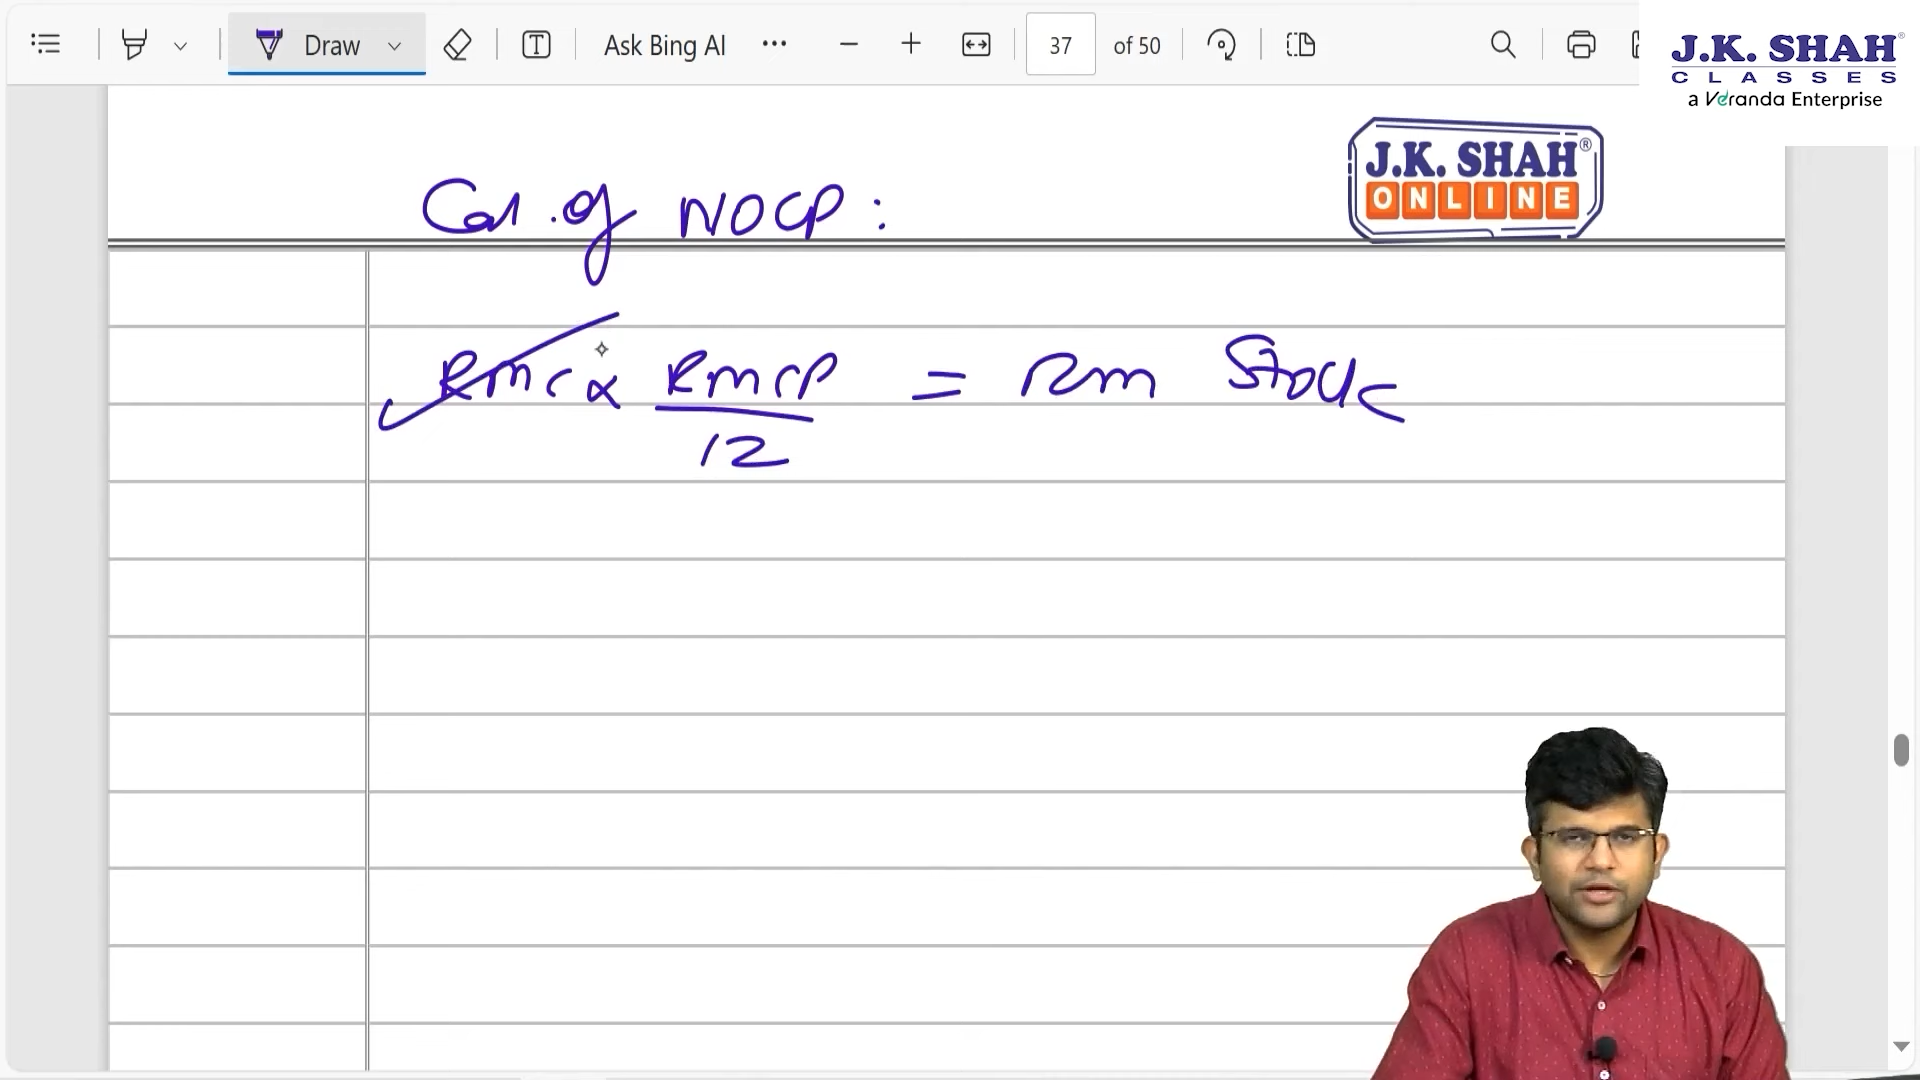 Draw
Ask Bing AI
37 of 50
J.K. SHAH®
CLASSES
a Veranda Enterprise
J.K. SHAH®
ONLINE
Cal. of NOCP :
RMC x RMCP = RM Stock
12